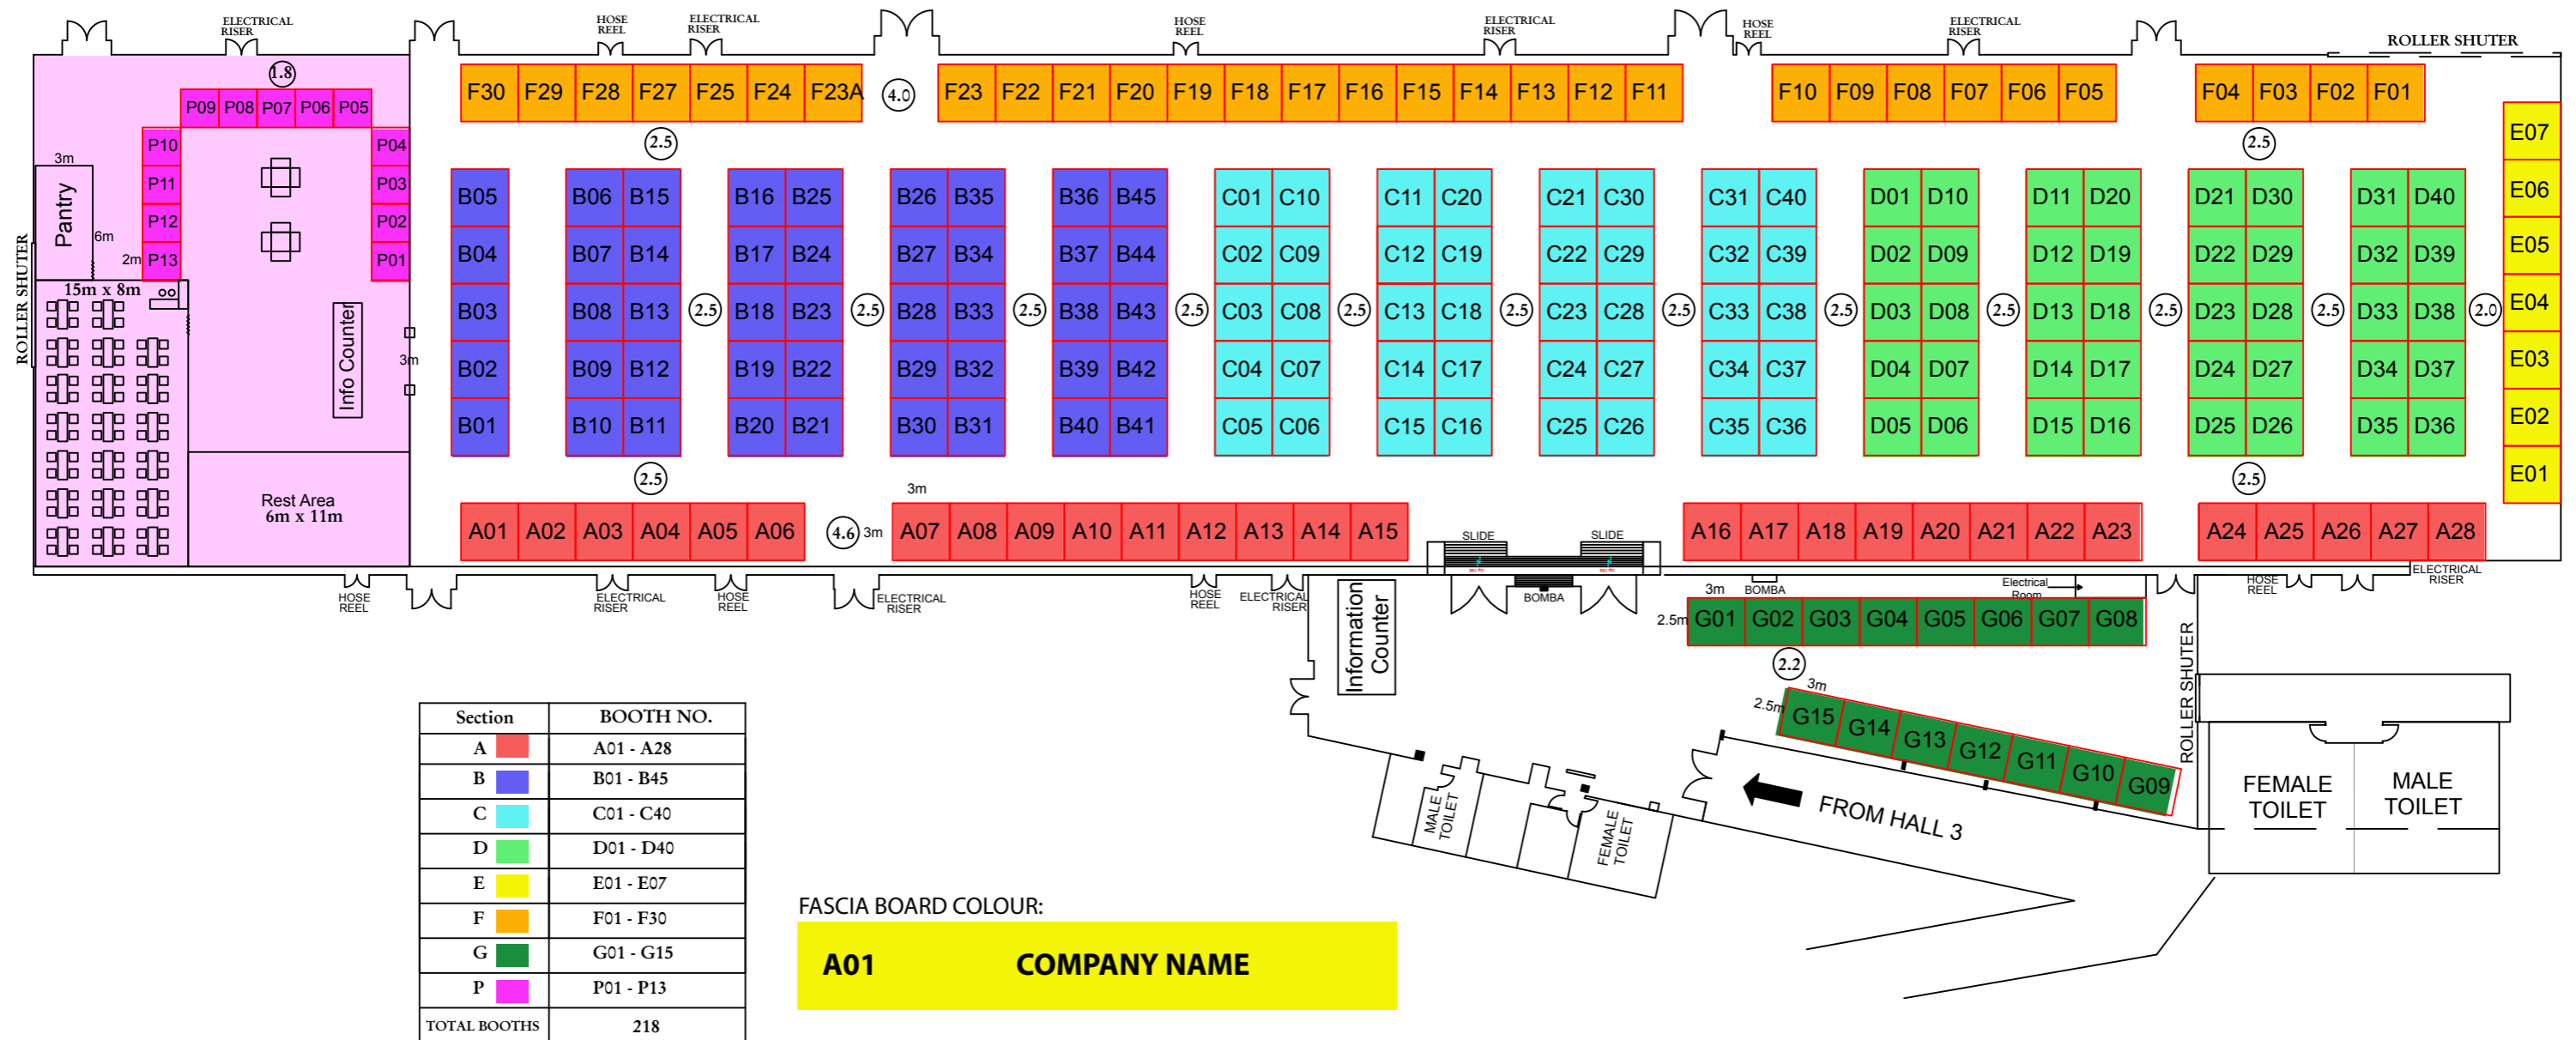 ELECTRICAL
RISER
HOSE
REEL
ELECTRICAL
RISER
HOSE
REEL
ELECTRICAL
RISER
HOSE
REEL
ELECTRICAL
RISER
ROLLER SHUTER
1.8
P09 P08 P07 P06 P05
F30 F29 F28 F27 F25 F24 F23A
4.0
F23 F22 F21 F20 F19 F18 F17 F16 F15 F14 F13 F12 F11
F10 F09 F08 F07 F06 F05
F04 F03 F02 F01
E07
2.5
2.5
P10 P04
3m
P11 P03
P12 P02
P13 P01
Pantry
6m
2m
15m x 8m
ROLLER SHUTER
Info Counter
3m
B05 B06 B15 B16 B25 B26 B35 B36 B45 C01 C10 C11 C20 C21 C30 C31 C40 D01 D10 D11 D20 D21 D30 D31 D40 E06
B04 B07 B14 B17 B24 B27 B34 B37 B44 C02 C09 C12 C19 C22 C29 C32 C39 D02 D09 D12 D19 D22 D29 D32 D39 E05
B03 B08 B13 2.5 B18 B23 2.5 B28 B33 2.5 B38 B43 2.5 C03 C08 2.5 C13 C18 2.5 C23 C28 2.5 C33 C38 2.5 D03 D08 2.5 D13 D18 2.5 D23 D28 2.5 D33 D38 2.0 E04
B02 B09 B12 B19 B22 B29 B32 B39 B42 C04 C07 C14 C17 C24 C27 C34 C37 D04 D07 D14 D17 D24 D27 D34 D37 E03
B01 B10 B11 B20 B21 B30 B31 B40 B41 C05 C06 C15 C16 C25 C26 C35 C36 D05 D06 D15 D16 D25 D26 D35 D36 E02
E01
2.5
2.5
Rest Area
6m x 11m
3m
A01 A02 A03 A04 A05 A06
4.6
3m
A07 A08 A09 A10 A11 A12 A13 A14 A15
SLIDE
SLIDE
A16 A17 A18 A19 A20 A21 A22 A23
A24 A25 A26 A27 A28
HOSE
REEL
ELECTRICAL
RISER
HOSE
REEL
ELECTRICAL
RISER
HOSE
REEL
ELECTRICAL
RISER
BOMBA
3m
BOMBA
Electrical
Room
HOSE
REEL
ELECTRICAL
RISER
Information
Counter
2.5m
G01 G02 G03 G04 G05 G06 G07 G08
2.2
3m
2.5m
G15 G14 G13 G12 G11 G10 G09
ROLLER SHUTER
FROM HALL 3
MALE
TOILET
FEMALE
TOILET
FEMALE
TOILET
MALE
TOILET
Section BOOTH NO.
A A01 - A28
B B01 - B45
C C01 - C40
D D01 - D40
E E01 - E07
F F01 - F30
G G01 - G15
P P01 - P13
TOTAL BOOTHS 218
FASCIA BOARD COLOUR:
A01 COMPANY NAME